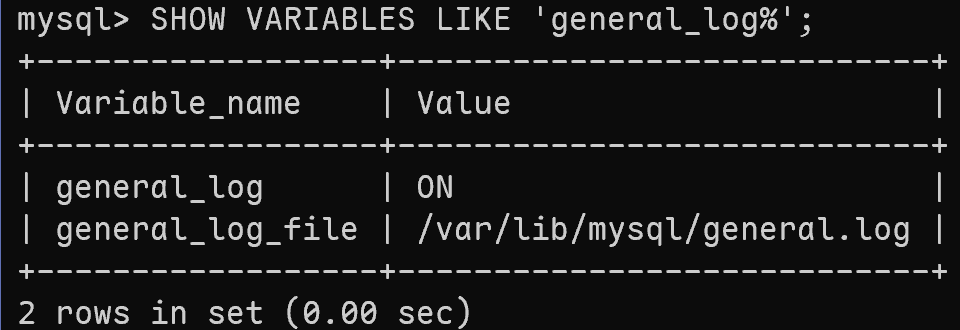 mysql> SHOW VARIABLES LIKE 'general_log%';
+------------------+----------------------------+
| Variable_name    | Value                      |
+------------------+----------------------------+
| general_log      | ON                         |
| general_log_file | /var/lib/mysql/general.log |
+------------------+----------------------------+
2 rows in set (0.00 sec)